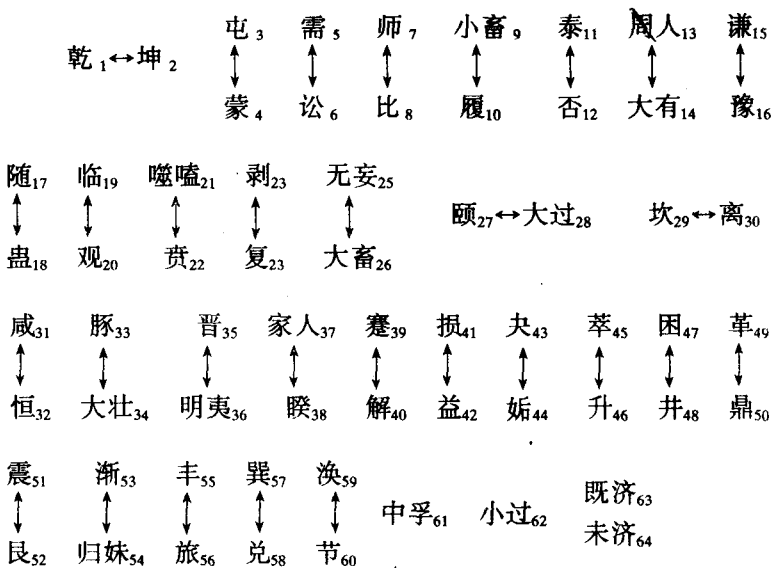 屯3 需5 师7 小畜9 泰11 周人13 谦15
乾1↔坤2
蒙4 讼6 比8 履10 否12 大有14 豫16
随17 临19 噬嗑21 剥23 无妄25
颐27↔大过28 坎29↔离30
蛊18 观20 贲22 复23 大畜26
咸31 豚33 晋35 家人37 蹇39 损41 夬43 萃45 困47 革49
恒32 大壮34 明夷36 睽38 解40 益42 姤44 升46 井48 鼎50
震51 渐53 丰55 巽57 涣59
中孚61 小过62 既济63
未济64
艮52 归妹54 旅56 兑58 节60